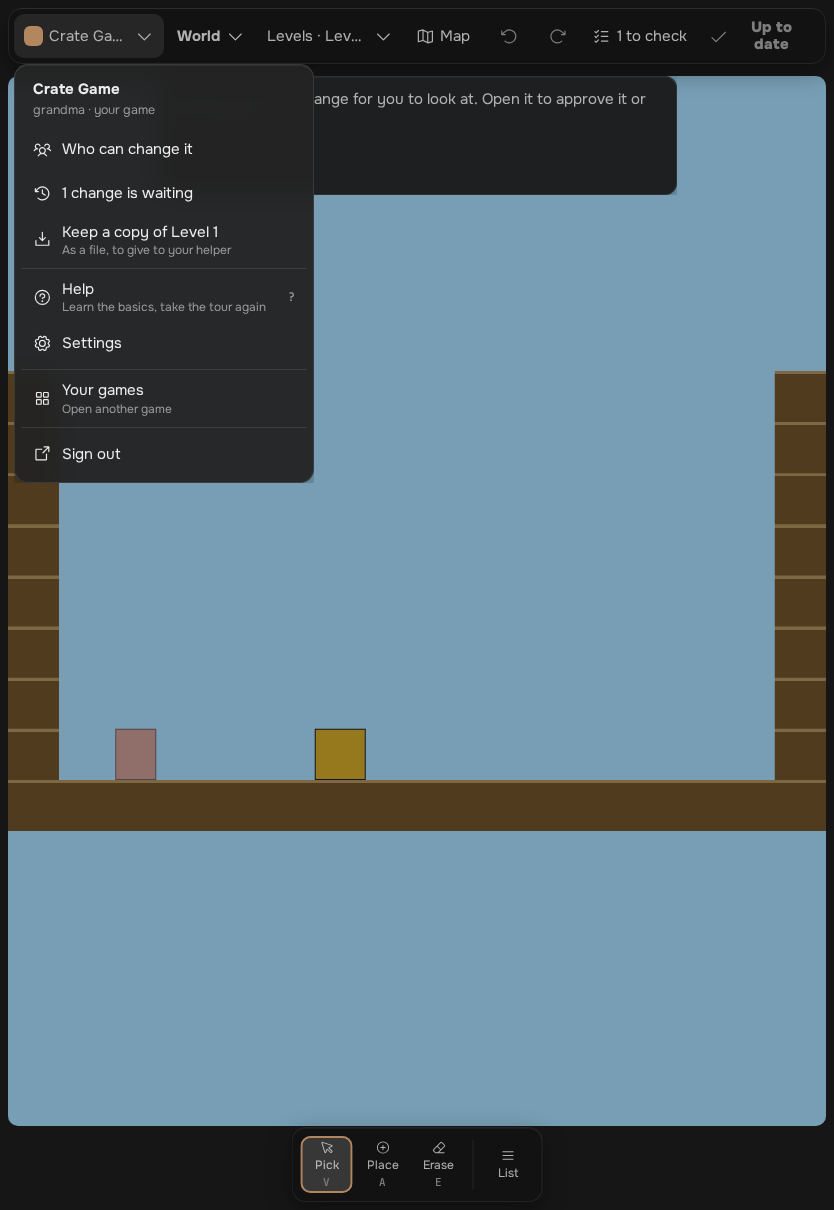 Crate Ga...
World
Levels · Lev...
Map
1 to check
Up to
date
Crate Game
grandma · your game
ange for you to look at. Open it to approve it or
Who can change it
1 change is waiting
Keep a copy of Level 1
As a file, to give to your helper
Help
Learn the basics, take the tour again
?
Settings
Your games
Open another game
Sign out
Pick
V
Place
A
Erase
E
List